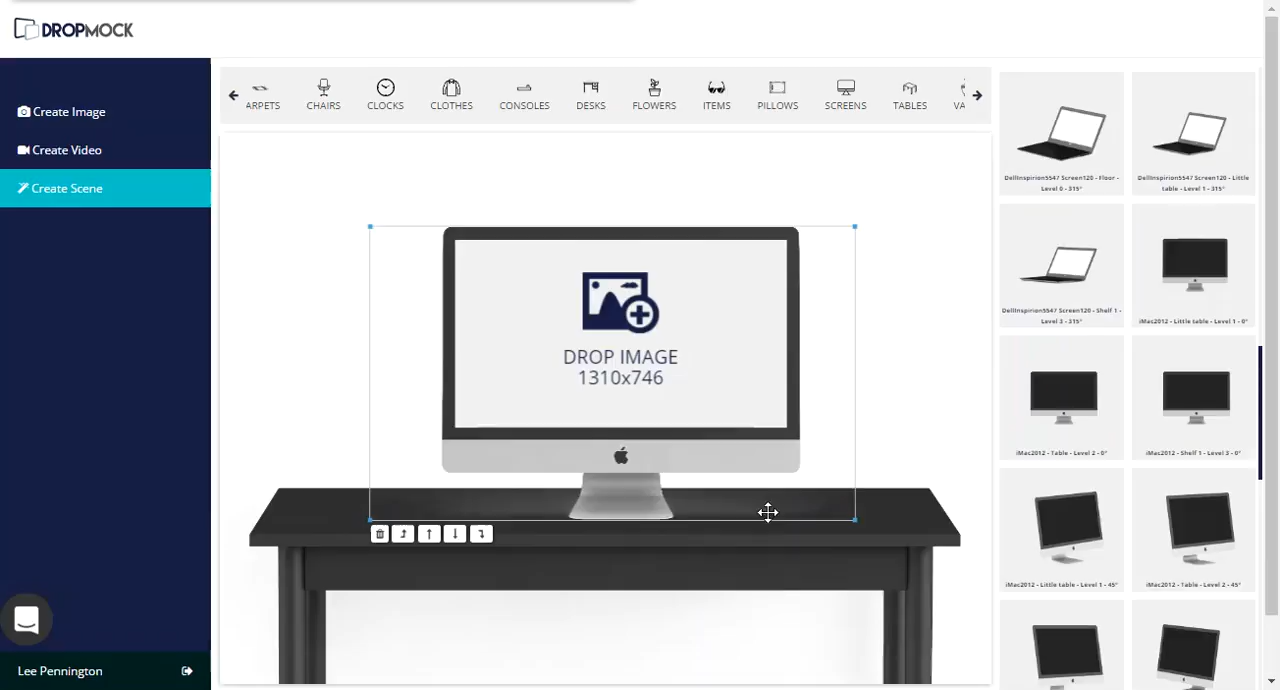 DROPMOCK
Create Image
Create Video
Create Scene
ARPETS CHAIRS CLOCKS CLOTHES CONSOLES DESKS FLOWERS ITEMS PILLOWS SCREENS TABLES VA
DROP IMAGE
1310x746
DellInspirion5547 Screen120 - Floor -
Level 0 - 315°
DellInspirion5547 Screen120 - Little
table - Level 1 - 315°
DellInspirion5547 Screen120 - Shelf 1 -
Level 3 - 315°
iMac2012 - Little table - Level 1 - 0°
iMac2012 - Table - Level 2 - 0°
iMac2012 - Shelf 1 - Level 3 - 0°
iMac2012 - Little table - Level 1 - 45°
iMac2012 - Table - Level 2 - 45°
Lee Pennington